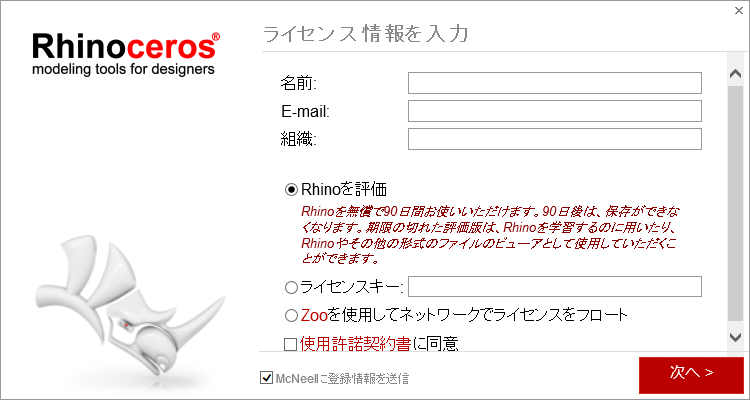 Rhinoceros®
modeling tools for designers
ライセンス情報を入力
名前:
E-mail:
組織:
Rhinoを評価
Rhinoを無償で90日間お使いいただけます。90日後は、保存ができな
くなります。期限の切れた評価版は、Rhinoを学習するのに用いたり、
Rhinoやその他の形式のファイルのビューアとして使用していただくこ
とができます。
ライセンスキー:
Zooを使用してネットワークでライセンスをフロート
使用許諾契約書に同意
McNeelに登録情報を送信
次へ >